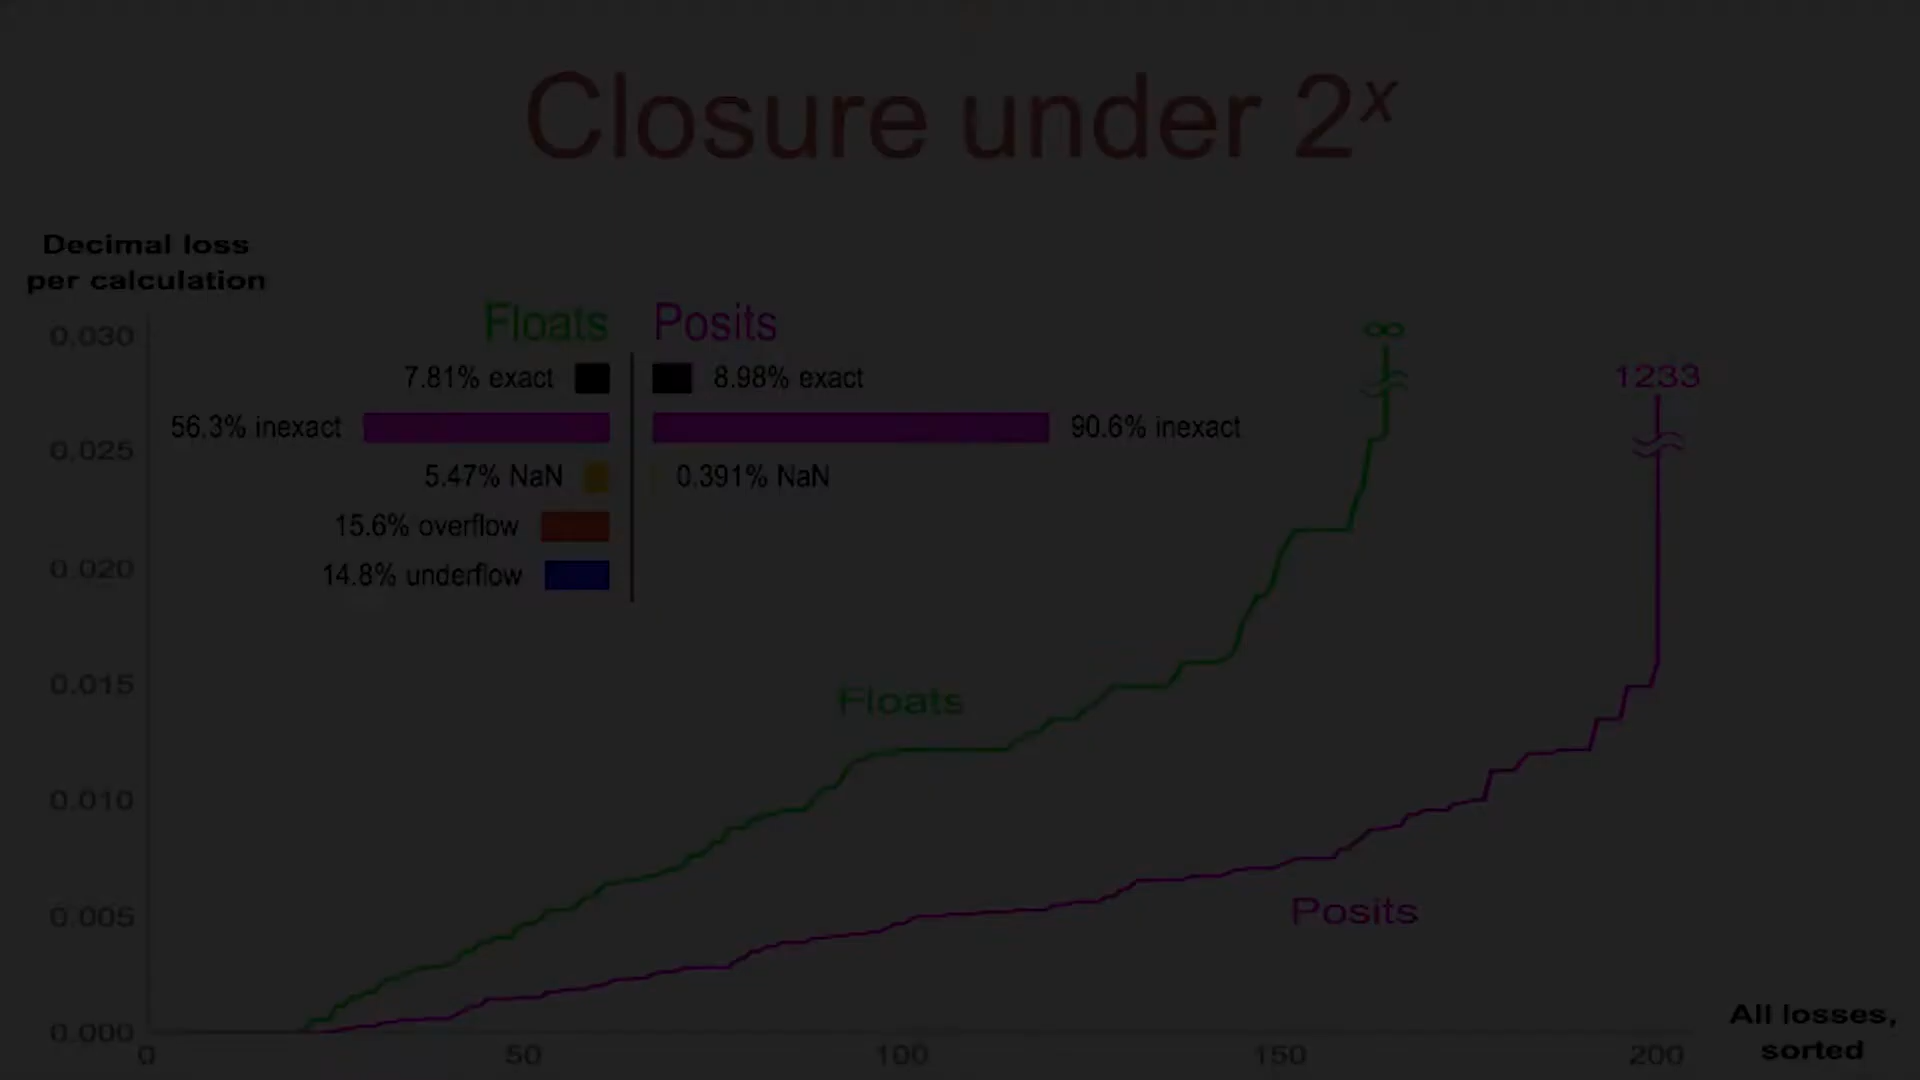 Closure under 2^x
Decimal loss
per calculation
0.030
0.025
0.020
0.015
0.010
0.005
0.000
Floats
Posits
7.81% exact
8.98% exact
56.3% inexact
90.6% inexact
5.47% NaN
0.391% NaN
15.6% overflow
14.8% underflow
∞
1233
Floats
Posits
0
50
100
150
200
All losses,
sorted